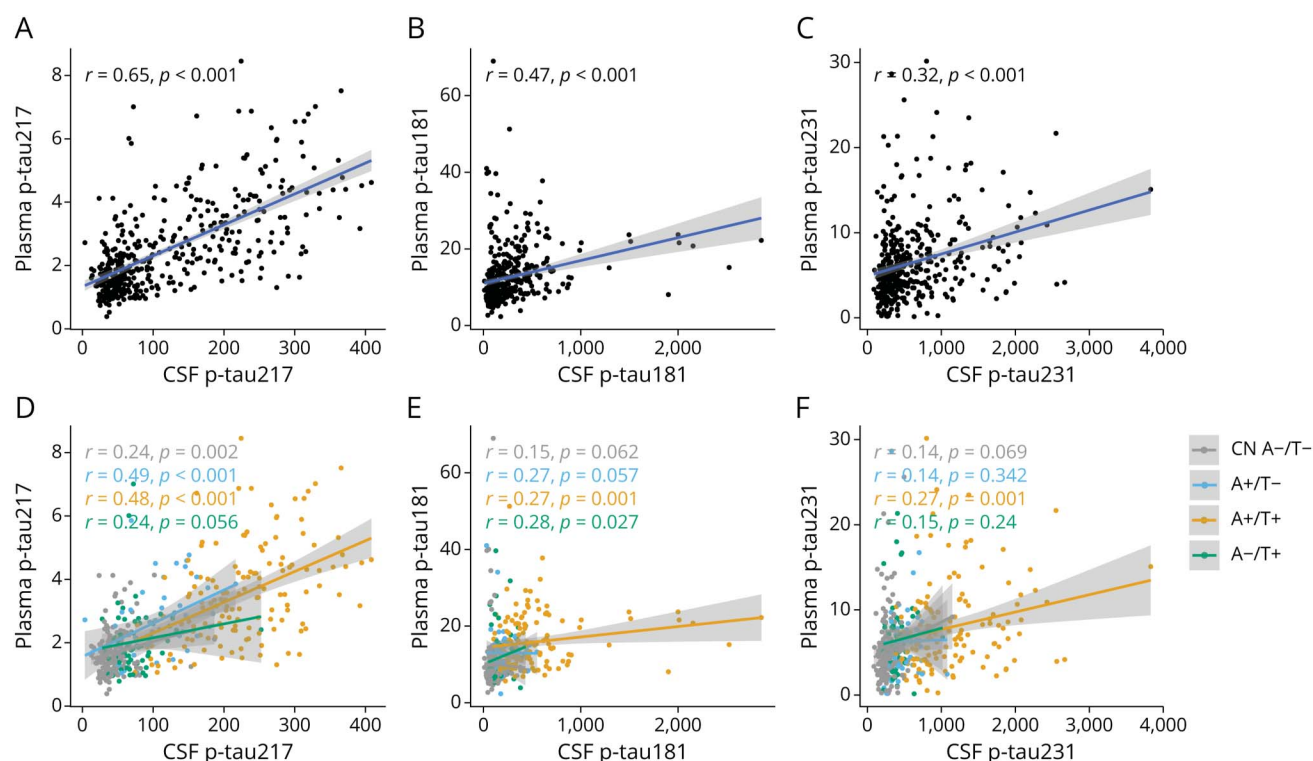 A
B
C
r = 0.65, p < 0.001
r = 0.47, p < 0.001
r = 0.32, p < 0.001
Plasma p-tau217
8
6
4
2
0
0 100 200 300 400
CSF p-tau217
Plasma p-tau181
60
40
20
0
0 1,000 2,000
CSF p-tau181
Plasma p-tau231
30
20
10
0
0 1,000 2,000 3,000 4,000
CSF p-tau231
D
E
F
r = 0.24, p = 0.002
r = 0.49, p < 0.001
r = 0.48, p < 0.001
r = 0.24, p = 0.056
Plasma p-tau217
8
6
4
2
0
0 100 200 300 400
CSF p-tau217
r = 0.15, p = 0.062
r = 0.27, p = 0.057
r = 0.27, p = 0.001
r = 0.28, p = 0.027
Plasma p-tau181
60
40
20
0
0 1,000 2,000
CSF p-tau181
r = 0.14, p = 0.069
r = 0.14, p = 0.342
r = 0.27, p = 0.001
r = 0.15, p = 0.24
Plasma p-tau231
30
20
10
0
0 1,000 2,000 3,000 4,000
CSF p-tau231
CN A−/T−
A+/T−
A+/T+
A−/T+